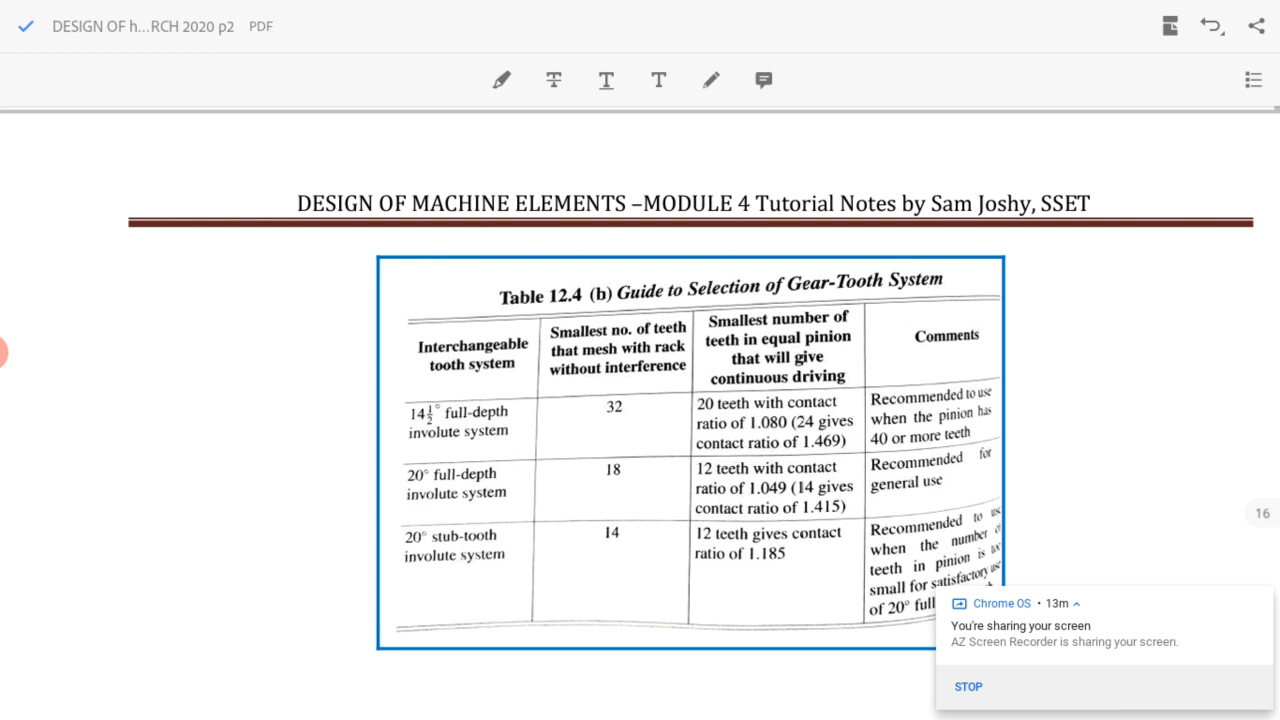 DESIGN OF h...RCH 2020 p2 PDF
DESIGN OF MACHINE ELEMENTS –MODULE 4 Tutorial Notes by Sam Joshy, SSET
Table 12.4 (b) Guide to Selection of Gear-Tooth System
Interchangeable
tooth system
Smallest no. of teeth
that mesh with rack
without interference
Smallest number of
teeth in equal pinion
that will give
continuous driving
Comments
14½° full-depth
involute system
32
20 teeth with contact
ratio of 1.080 (24 gives
contact ratio of 1.469)
Recommended to use
when the pinion has
40 or more teeth
20° full-depth
involute system
18
12 teeth with contact
ratio of 1.049 (14 gives
contact ratio of 1.415)
Recommended for
general use
20° stub-tooth
involute system
14
12 teeth gives contact
ratio of 1.185
Recommended to
when the number
teeth in pinion is
small for satisfactory
of 20° full
16
Chrome OS • 13m
You're sharing your screen
AZ Screen Recorder is sharing your screen.
STOP